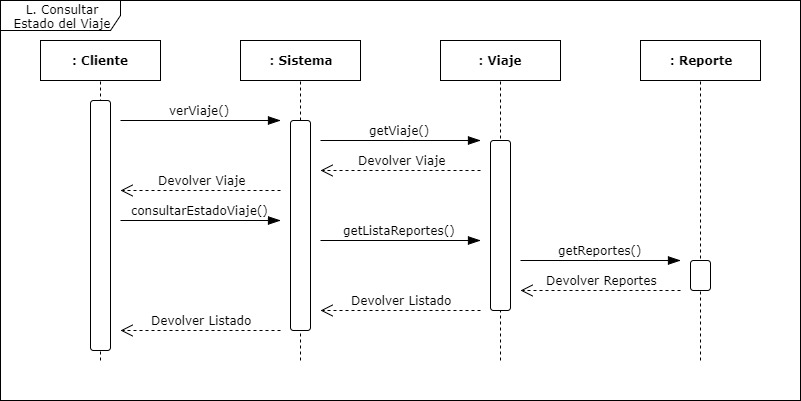 L. Consultar
Estado del Viaje
: Cliente
: Sistema
: Viaje
: Reporte
verViaje()
getViaje()
Devolver Viaje
Devolver Viaje
consultarEstadoViaje()
getListaReportes()
getReportes()
Devolver Reportes
Devolver Listado
Devolver Listado